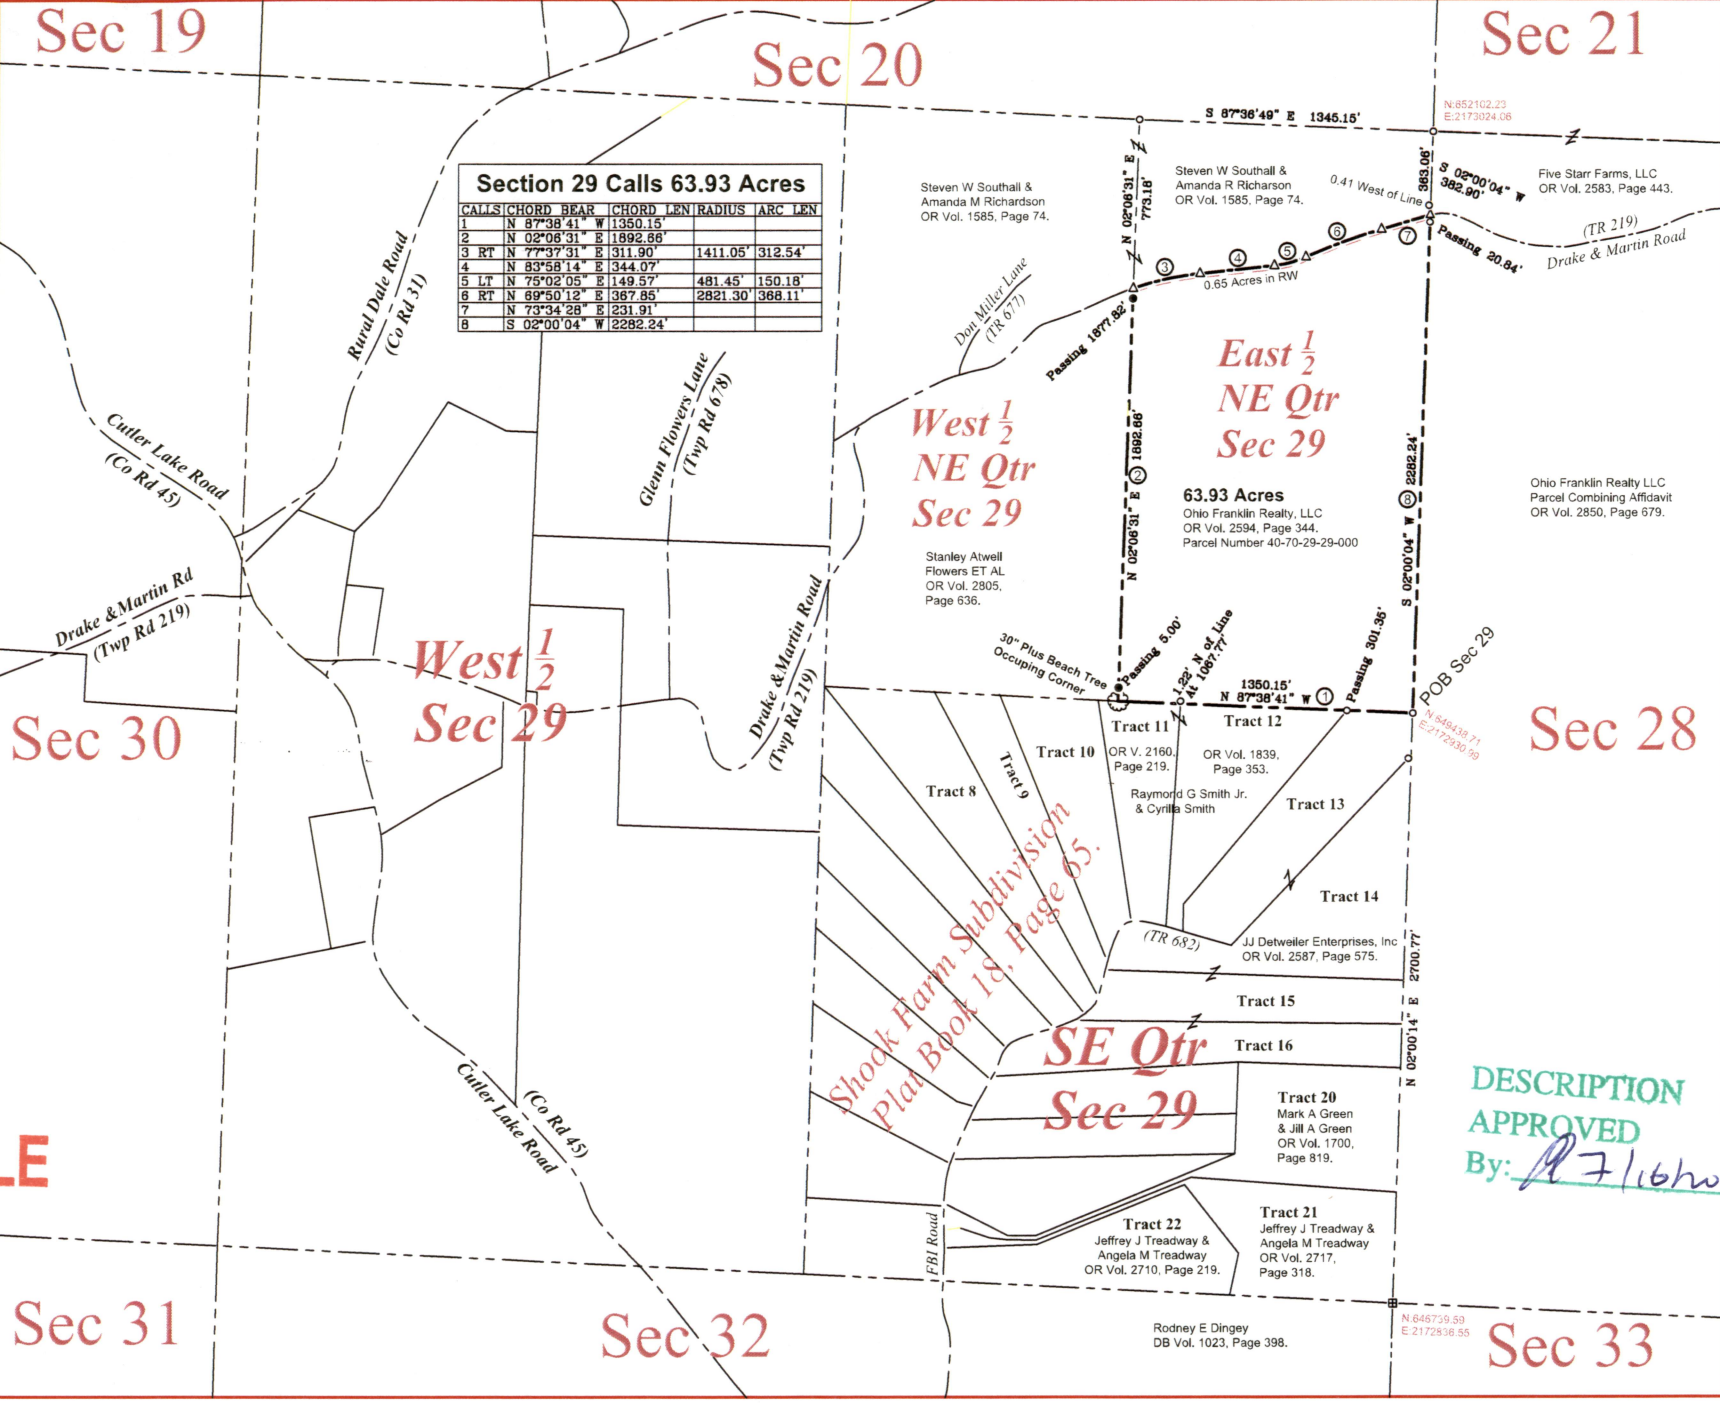 Sec 19
Sec 20
Sec 21
S 87°36'49" E 1345.15'
N:652102.23
E:2173024.06
Section 29 Calls 63.93 Acres
CALLS CHORD BEAR CHORD LEN RADIUS ARC LEN
1 N 87°38'41" W 1350.15'
2 N 02°06'31" E 1892.66'
3 RT N 77°37'31" E 311.90' 1411.05' 312.54'
4 N 83°58'14" E 344.07'
5 LT N 75°02'05" E 149.57' 481.45' 150.18'
6 RT N 69°50'12" E 367.85' 2821.30' 368.11'
7 N 73°34'28" E 231.91'
8 S 02°00'04" W 2282.24'
Steven W Southall &
Amanda M Richardson
OR Vol. 1585, Page 74.
N 02°06'31" E
773.18'
Steven W Southall &
Amanda R Richarson
OR Vol. 1585, Page 74.
0.41 West of Line
363.06'
S 02°00'04" W
382.90'
Five Starr Farms, LLC
OR Vol. 2583, Page 443.
(TR 219)
Drake & Martin Road
Passing 20.84'
3
4
5
6
7
0.65 Acres in RW
Rural Dale Road
(Co Rd 31)
Don Miller Lane
(TR 677)
Passing 1877.82'
Glenn Flowers Lane
(Twp Rd 678)
Cutler Lake Road
(Co Rd 45)
West 1/2
NE Qtr
Sec 29
East 1/2
NE Qtr
Sec 29
N 02°06'31" E 2 1892.66'
63.93 Acres
Ohio Franklin Realty, LLC
OR Vol. 2594, Page 344.
Parcel Number 40-70-29-29-000
S 02°00'04" W 8 2282.24'
Ohio Franklin Realty LLC
Parcel Combining Affidavit
OR Vol. 2850, Page 679.
Stanley Atwell
Flowers ET AL
OR Vol. 2805,
Page 636.
Drake &Martin Rd
(Twp Rd 219)
Drake &Martin Road
(Twp Rd 219)
30" Plus Beach Tree
Occuping Corner
Passing 5.00'
1.22' N of Line
At 1067.77'
1350.15'
N 87°38'41" W 1
Passing 301.35'
POB Sec 29
N:649438.71
E:2172930.99
West 1/2
Sec 29
Sec 30
Sec 28
Tract 8
Tract 9
Tract 10
Tract 11
OR V. 2160,
Page 219.
Tract 12
OR Vol. 1839,
Page 353.
Raymond G Smith Jr.
& Cyrilla Smith
Tract 13
Tract 14
(TR 682)
JJ Detweiler Enterprises, Inc
OR Vol. 2587, Page 575.
Shook Farm Subdivision
Plat Book 18, Page 65.
Tract 15
Tract 16
N 02°00'14" E 2700.77'
SE Qtr
Sec 29
Tract 20
Mark A Green
& Jill A Green
OR Vol. 1700,
Page 819.
DESCRIPTION
APPROVED
By:
Cutler Lake Road
(Co Rd 45)
LE
FBI Road
Tract 22
Jeffrey J Treadway &
Angela M Treadway
OR Vol. 2710, Page 219.
Tract 21
Jeffrey J Treadway &
Angela M Treadway
OR Vol. 2717,
Page 318.
Sec 31
Sec 32
Rodney E Dingey
DB Vol. 1023, Page 398.
N:646739.59
E:2172836.55
Sec 33